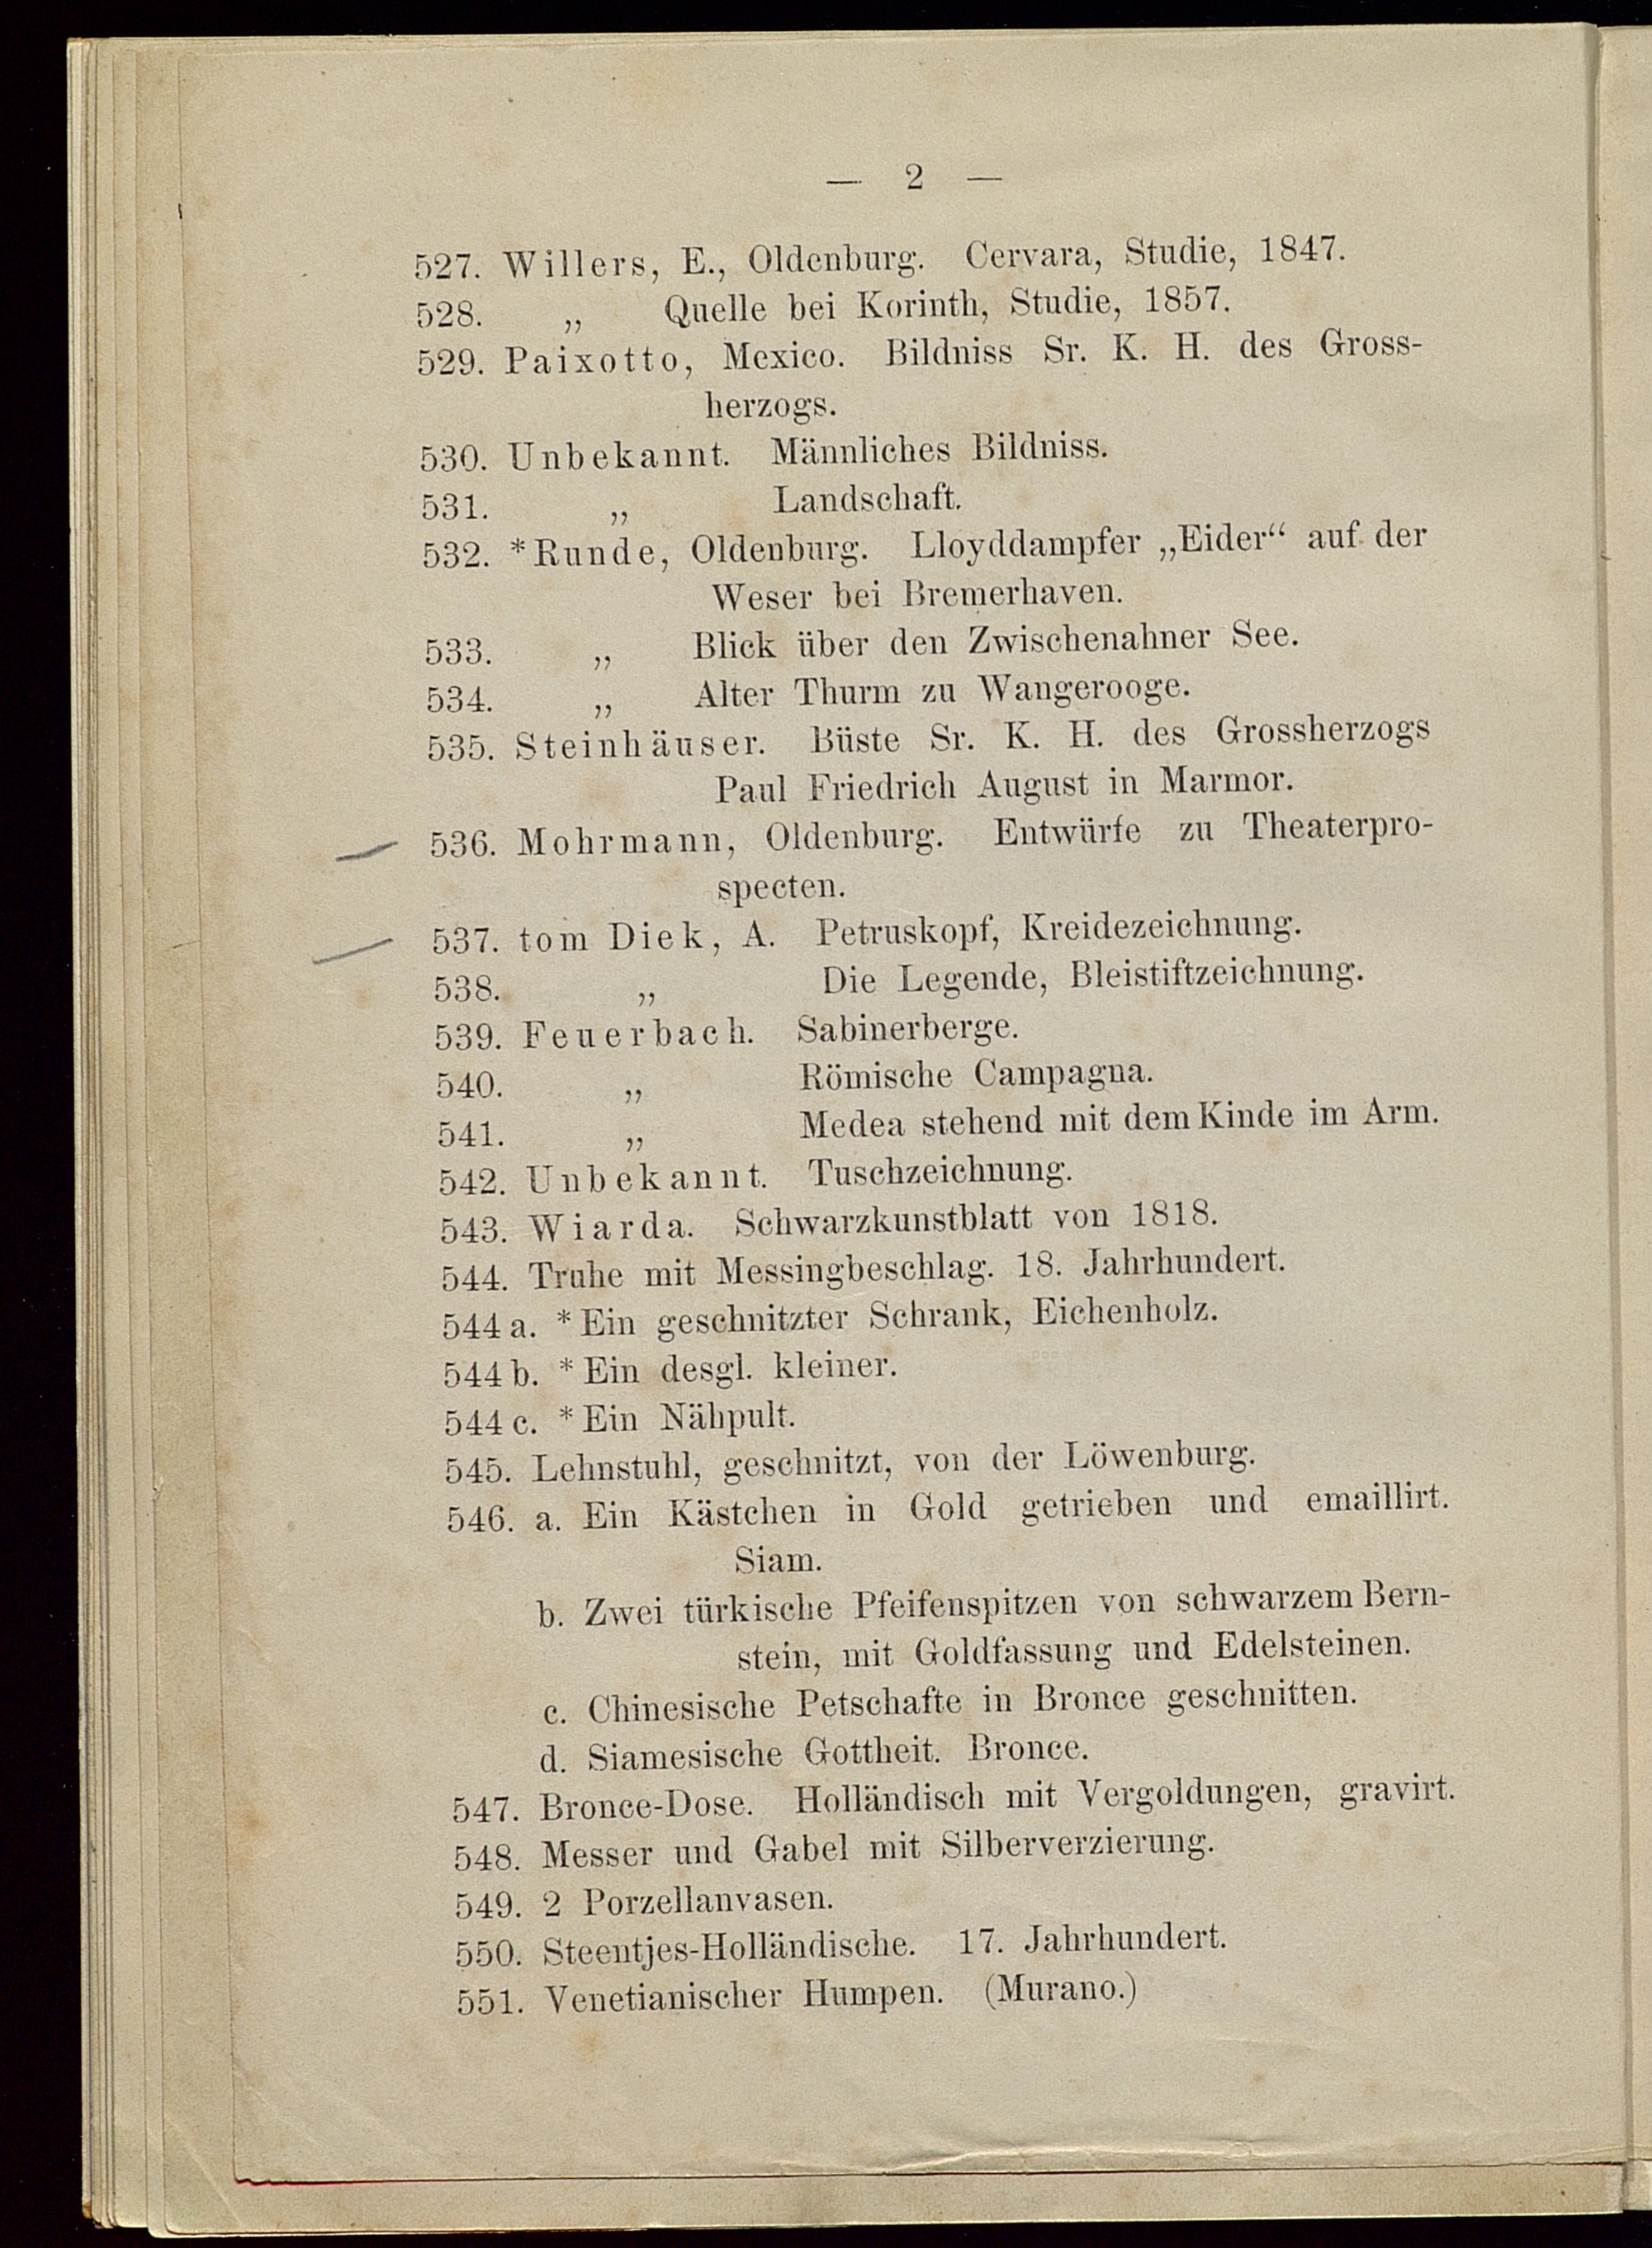 — 2 —
527. Willers, E., Oldenburg. Cervara, Studie, 1847.
528. „ Quelle bei Korinth, Studie, 1857.
529. Paixotto, Mexico. Bildniss Sr. K. H. des Gross-
herzogs.
530. Unbekannt. Männliches Bildniss.
531. „ Landschaft.
532. *Runde, Oldenburg. Lloyddampfer „Eider“ auf der
Weser bei Bremerhaven.
533. „ Blick über den Zwischenahner See.
534. „ Alter Thurm zu Wangerooge.
535. Steinhäuser. Büste Sr. K. H. des Grossherzogs
Paul Friedrich August in Marmor.
536. Mohrmann, Oldenburg. Entwürfe zu Theaterpro-
specten.
537. tom Diek, A. Petruskopf, Kreidezeichnung.
538. „ Die Legende, Bleistiftzeichnung.
539. Feuerbach. Sabinerberge.
540. „ Römische Campagna.
541. „ Medea stehend mit dem Kinde im Arm.
542. Unbekannt. Tuschzeichnung.
543. Wiarda. Schwarzkunstblatt von 1818.
544. Truhe mit Messingbeschlag. 18. Jahrhundert.
544 a. *Ein geschnitzter Schrank, Eichenholz.
544 b. *Ein desgl. kleiner.
544 c. *Ein Nähpult.
545. Lehnstuhl, geschnitzt, von der Löwenburg.
546. a. Ein Kästchen in Gold getrieben und emaillirt.
Siam.
b. Zwei türkische Pfeifenspitzen von schwarzem Bern-
stein, mit Goldfassung und Edelsteinen.
c. Chinesische Petschafte in Bronce geschnitten.
d. Siamesische Gottheit. Bronce.
547. Bronce-Dose. Holländisch mit Vergoldungen, gravirt.
548. Messer und Gabel mit Silberverzierung.
549. 2 Porzellanvasen.
550. Steentjes-Holländische. 17. Jahrhundert.
551. Venetianischer Humpen. (Murano.)